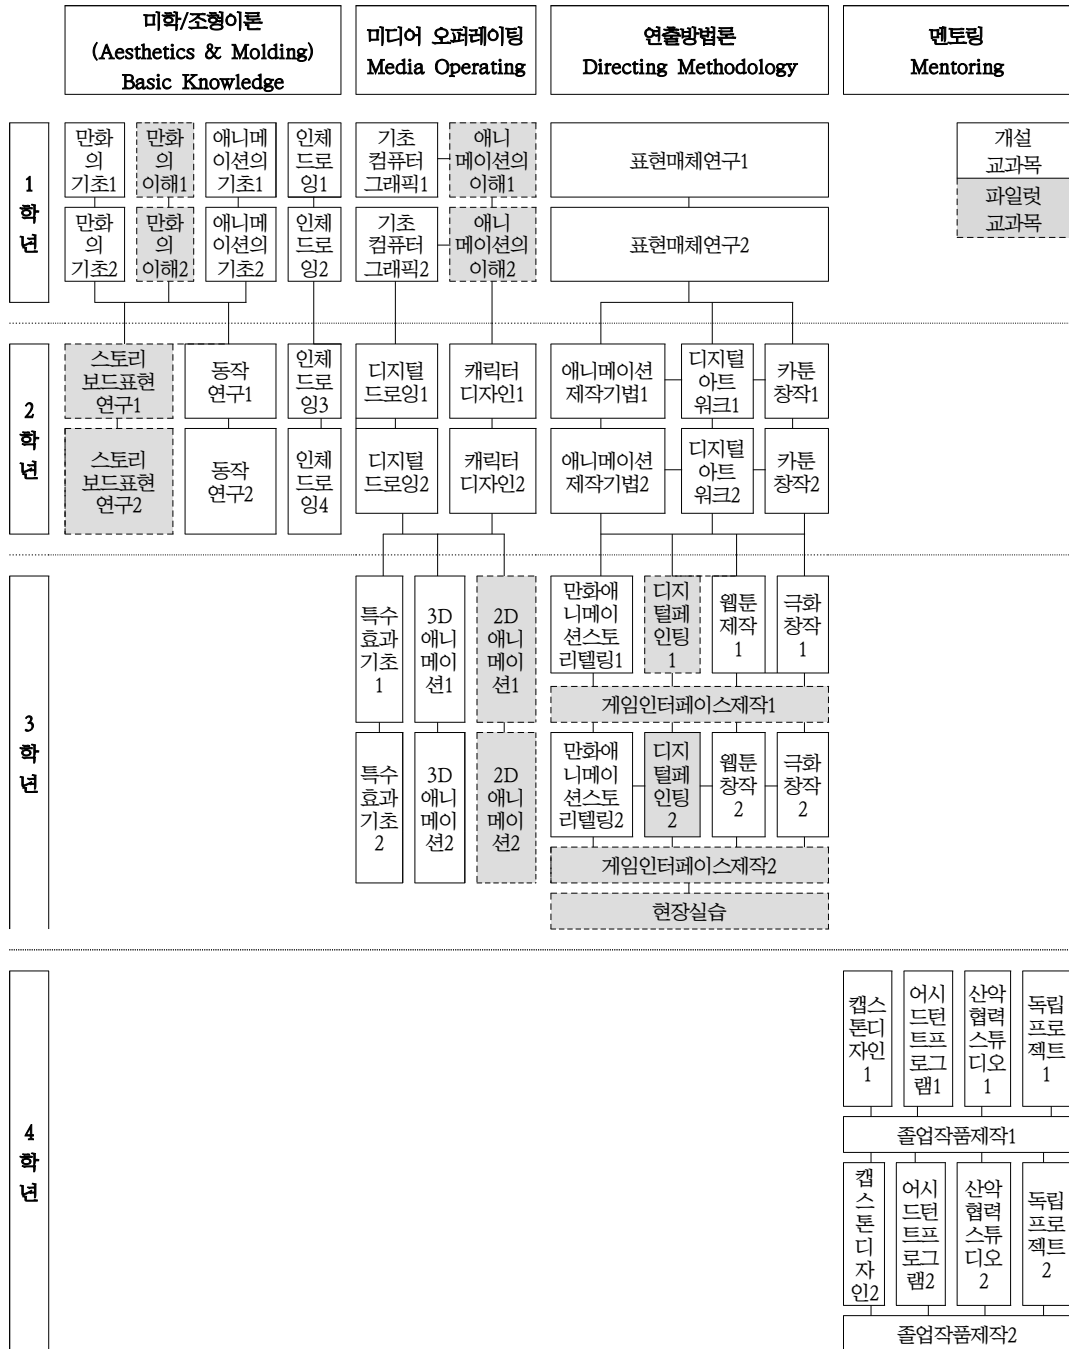 미학/조형이론
(Aesthetics & Molding)
Basic Knowledge
미디어 오퍼레이팅
Media Operating
연출방법론
Directing Methodology
멘토링
Mentoring
1
학
년
만화
의
기초1
만화
의
이해1
애니메
이션의
기초1
인체
드로
잉1
기초
컴퓨터
그래픽1
애니
메이션의
이해1
표현매체연구1
개설
교과목
파일럿
교과목
만화
의
기초2
만화
의
이해2
애니메
이션의
기초2
인체
드로
잉2
기초
컴퓨터
그래픽2
애니
메이션의
이해2
표현매체연구2
2
학
년
스토리
보드표현
연구1
동작
연구1
인체
드로
잉3
디지털
드로잉1
캐릭터
디자인1
애니메이션
제작기법1
디지털
아트
워크1
카툰
창작1
스토리
보드표현
연구2
동작
연구2
인체
드로
잉4
디지털
드로잉2
캐릭터
디자인2
애니메이션
제작기법2
디지털
아트
워크2
카툰
창작2
3
학
년
특수
효과
기초
1
3D
애니
메이
션1
2D
애니
메이
션1
만화애
니메이
션스토
리텔링1
디지
털페
인팅
1
웹툰
제작
1
극화
창작
1
게임인터페이스제작1
특수
효과
기초
2
3D
애니
메이
션2
2D
애니
메이
션2
만화애
니메이
션스토
리텔링2
디지
털페
인팅
2
웹툰
창작
2
극화
창작
2
게임인터페이스제작2
현장실습
4
학
년
캡스
톤디
자인
1
어시
드턴
트프
로그
램1
산악
협력
스튜
디오
1
독립
프로
젝트
1
졸업작품제작1
캡
스
톤
디
자
인2
어시
드턴
트프
로그
램2
산악
협력
스튜
디오
2
독립
프로
젝트
2
졸업작품제작2